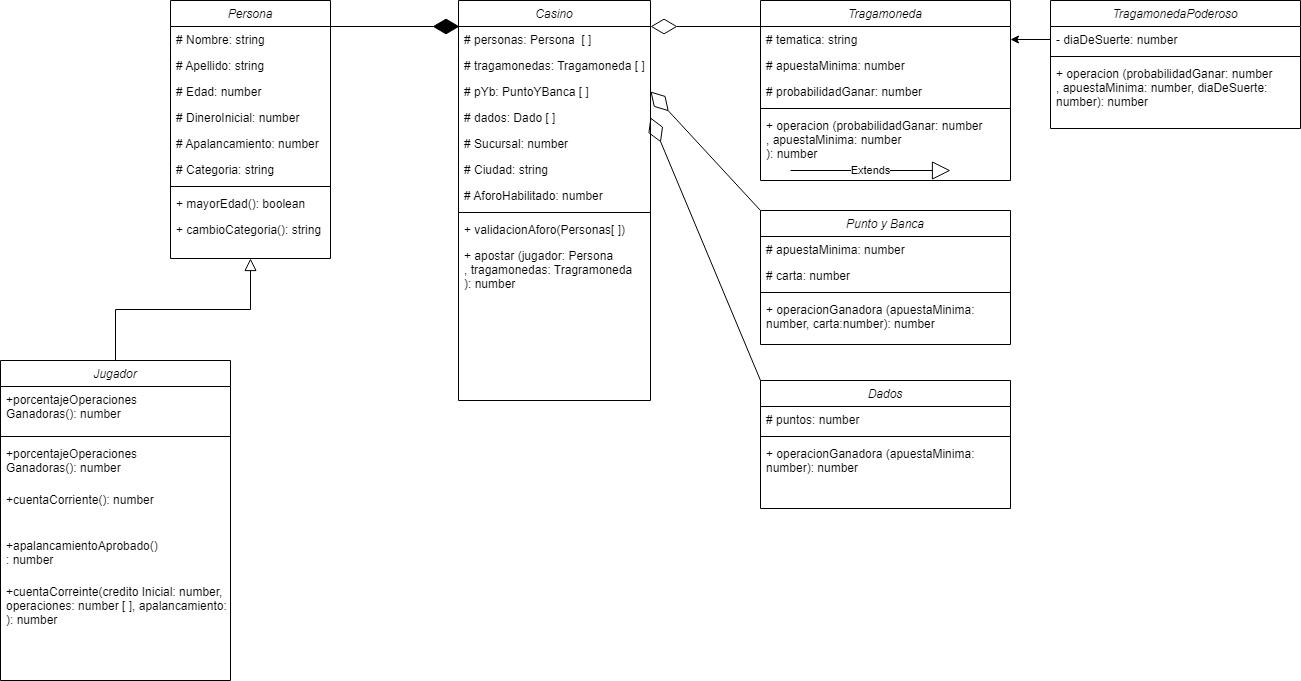 Persona
# Nombre: string
# Apellido: string
# Edad: number
# DineroInicial: number
# Apalancamiento: number
# Categoria: string
+ mayorEdad(): boolean
+ cambioCategoria(): string
Casino
# personas: Persona [ ]
# tragamonedas: Tragamoneda [ ]
# pYb: PuntoYBanca [ ]
# dados: Dado [ ]
# Sucursal: number
# Ciudad: string
# AforoHabilitado: number
+ validacionAforo(Personas[ ])
+ apostar (jugador: Persona
, tragamonedas: Tragramoneda
): number
Tragamoneda
# tematica: string
# apuestaMinima: number
# probabilidadGanar: number
+ operacion (probabilidadGanar: number
, apuestaMinima: number
): number
Extends
TragamonedaPoderoso
- diaDeSuerte: number
+ operacion (probabilidadGanar: number
, apuestaMinima: number, diaDeSuerte:
number): number
Punto y Banca
# apuestaMinima: number
# carta: number
+ operacionGanadora (apuestaMinima:
number, carta:number): number
Dados
# puntos: number
+ operacionGanadora (apuestaMinima:
number): number
Jugador
+porcentajeOperaciones
Ganadoras(): number
+porcentajeOperaciones
Ganadoras(): number
+cuentaCorriente(): number
+apalancamientoAprobado()
: number
+cuentaCorreinte(credito Inicial: number,
operaciones: number [ ], apalancamiento:
): number